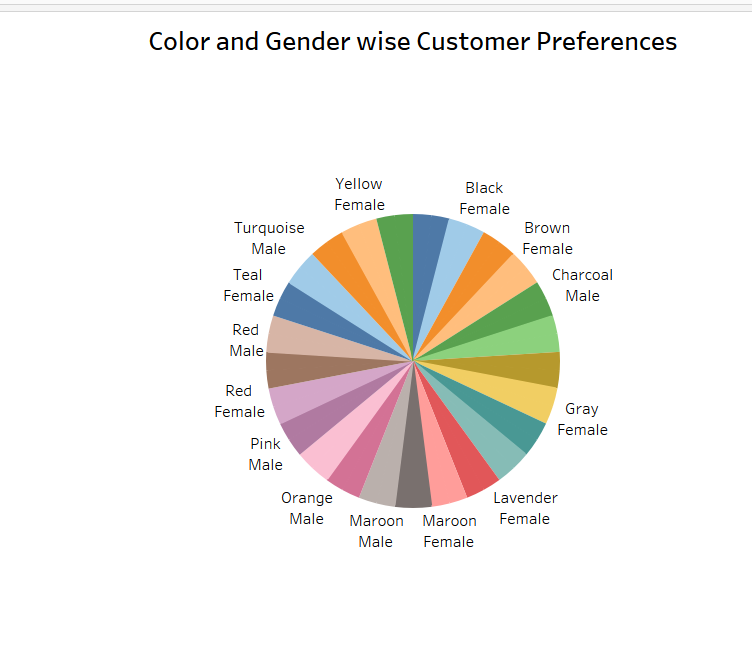 Color and Gender wise Customer Preferences
Yellow
Female
Black
Female
Turquoise
Male
Brown
Female
Teal
Female
Charcoal
Male
Red
Male
Red
Female
Gray
Female
Pink
Male
Orange
Male
Lavender
Female
Maroon
Male
Maroon
Female